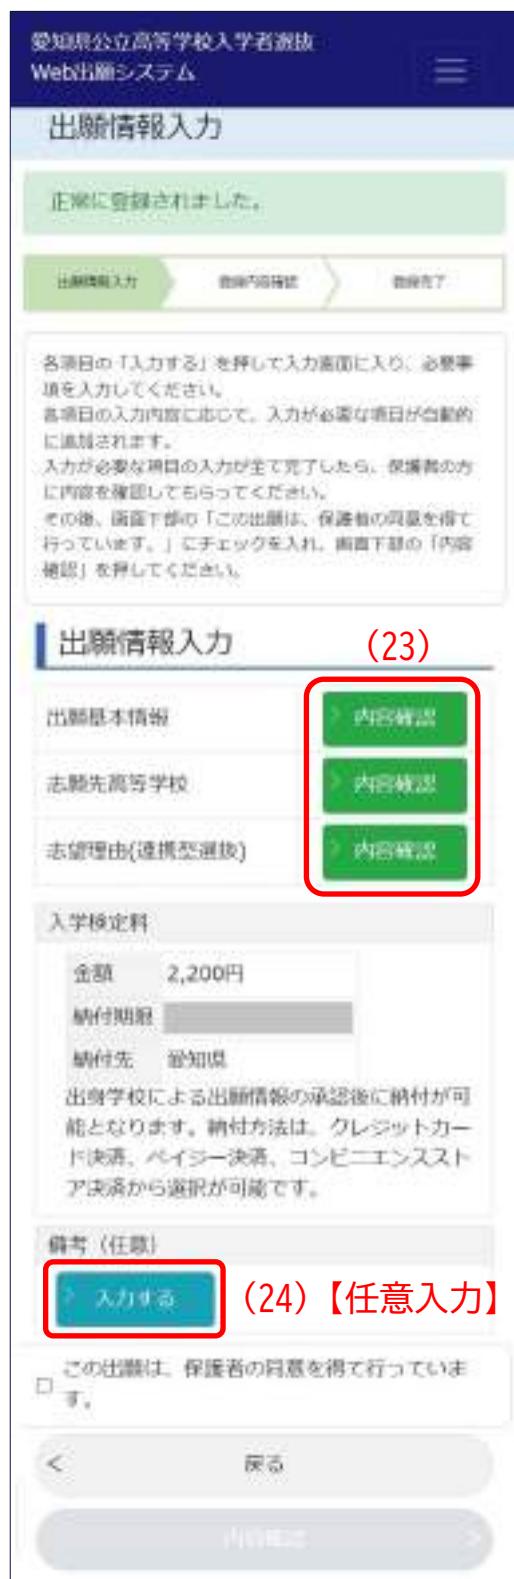 愛知県公立高等学校入学者選抜
Web出願システム
出願情報入力
正常に登録されました。
出願情報入力
登録内容確認
登録完了
各項目の「入力する」を押して入力画面に入り、必要事
項を入力してください。
各項目の入力内容に応じて、入力が必要な項目が自動的
に追加されます。
入力が必要な項目の入力が全て完了したら、保護者の方
に内容を確認してもらってください。
その後、画面下部の「この出願は、保護者の同意を得て
行っています。」にチェックを入れ、画面下部の「内容
確認」を押してください。
出願情報入力
(23)
出願基本情報
内容確認
志願先高等学校
内容確認
志望理由(連携型選抜)
内容確認
入学検定料
金額 2,200円
納付期限
納付先 愛知県
出身学校による出願情報の承認後に納付が可
能となります。納付方法は、クレジットカー
ド決済、ペイジー決済、コンビニエンススト
ア決済から選択が可能です。
備考（任意）
入力する
(24)【任意入力】
この出願は、保護者の同意を得て行っていま
す。
< 戻る
内容確認 >